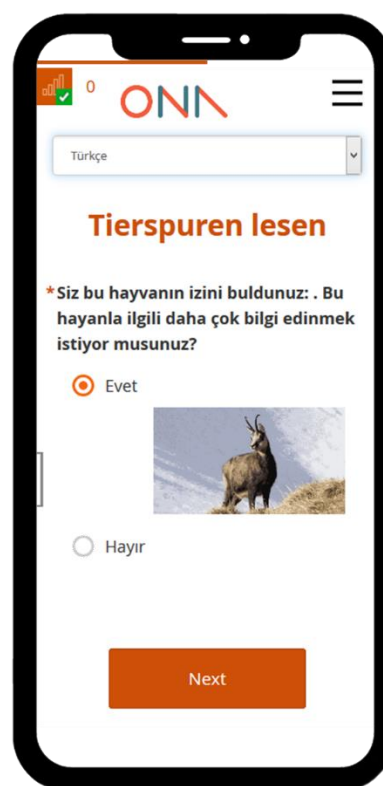 0
ONA
Türkçe
Tierspuren lesen
*Siz bu hayvanın izini buldunuz: . Bu
hayanla ilgili daha çok bilgi edinmek
istiyor musunuz?
Evet
Hayır
Next